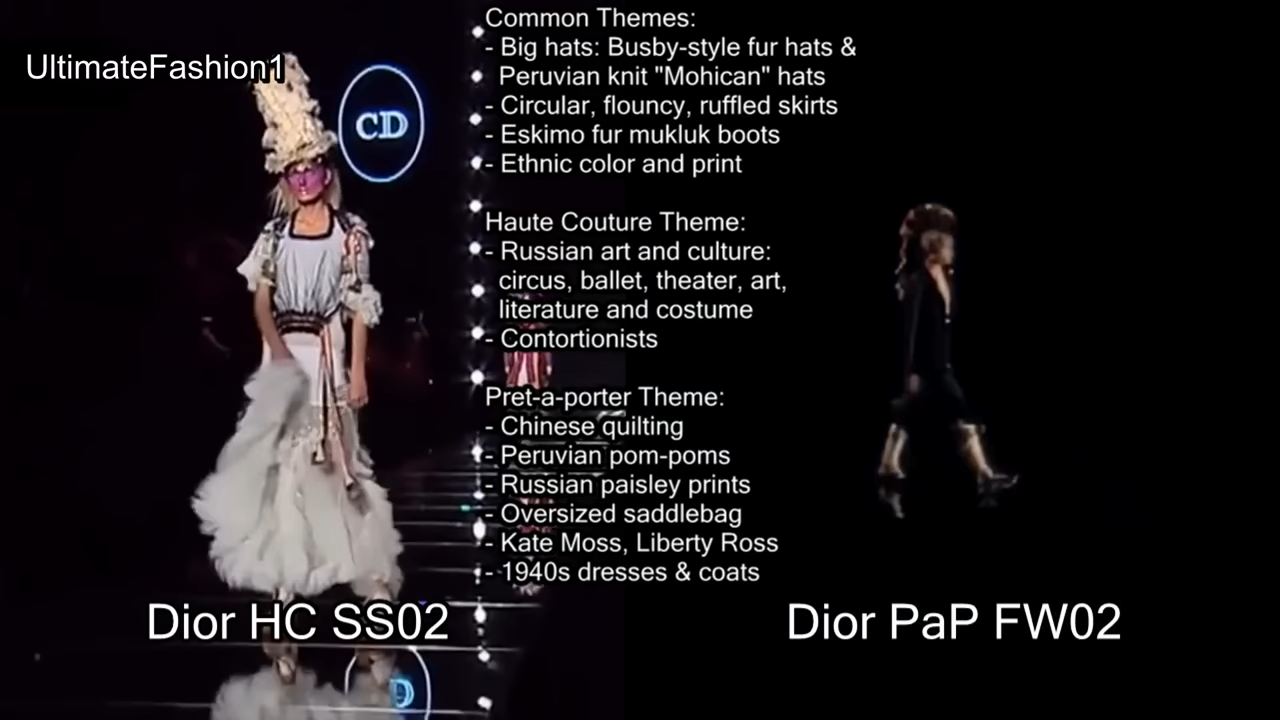 UltimateFashion1
CD
Common Themes:
- Big hats: Busby-style fur hats &
Peruvian knit "Mohican" hats
- Circular, flouncy, ruffled skirts
- Eskimo fur mukluk boots
- Ethnic color and print
Haute Couture Theme:
- Russian art and culture:
circus, ballet, theater, art,
literature and costume
- Contortionists
Pret-a-porter Theme:
- Chinese quilting
- Peruvian pom-poms
- Russian paisley prints
- Oversized saddlebag
- Kate Moss, Liberty Ross
- 1940s dresses & coats
Dior HC SS02
Dior PaP FW02
D